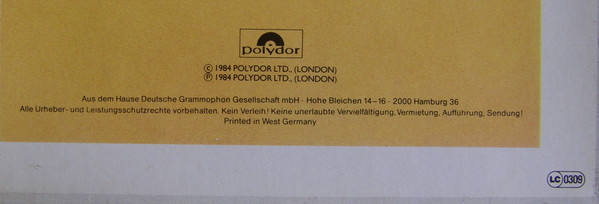 polydor
© 1984 POLYDOR LTD., (LONDON)
℗ 1984 POLYDOR LTD., (LONDON)
Aus dem Hause Deutsche Grammophon Gesellschaft mbH · Hohe Bleichen 14–16 · 2000 Hamburg 36
Alle Urheber- und Leistungsschutzrechte vorbehalten. Kein Verleih! Keine unerlaubte Vervielfältigung, Vermietung, Aufführung, Sendung!
Printed in West Germany
LC 0309